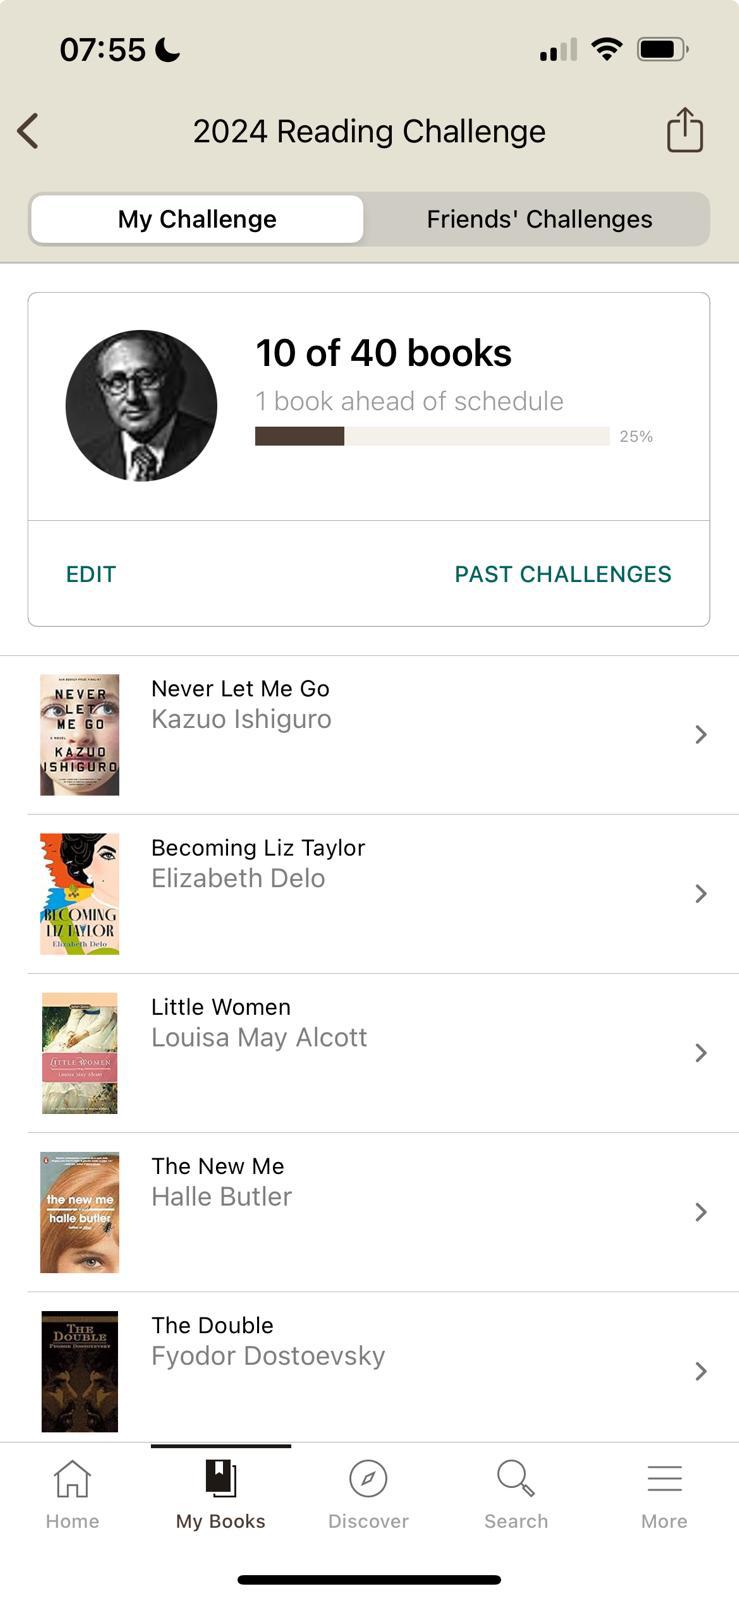 07:55
2024 Reading Challenge
My Challenge
Friends' Challenges
10 of 40 books
1 book ahead of schedule
25%
EDIT
PAST CHALLENGES
NEVER
LET
ME GO
A NOVEL
KAZUO
ISHIGURO
Never Let Me Go
Kazuo Ishiguro
BECOMING
LIZ TAYLOR
Elizabeth Delo
Becoming Liz Taylor
Elizabeth Delo
LITTLE WOMEN
Louisa May Alcott
Little Women
Louisa May Alcott
the new me
halle butler
The New Me
Halle Butler
THE
DOUBLE
FYODOR DOSTOEVSKY
The Double
Fyodor Dostoevsky
Home
My Books
Discover
Search
More